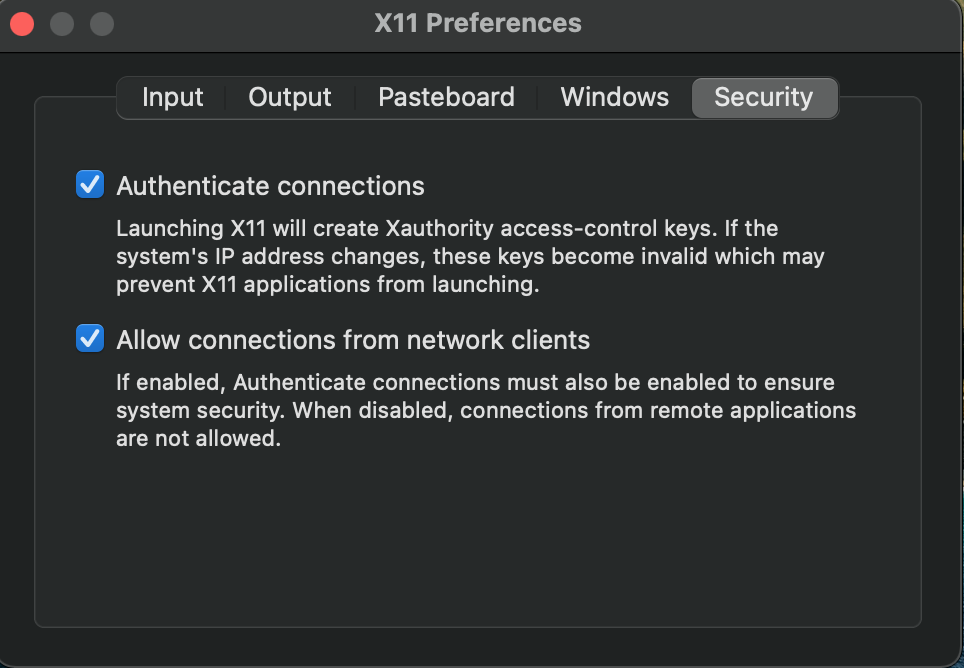 X11 Preferences
Input Output Pasteboard Windows Security
Authenticate connections
Launching X11 will create Xauthority access-control keys. If the
system's IP address changes, these keys become invalid which may
prevent X11 applications from launching.
Allow connections from network clients
If enabled, Authenticate connections must also be enabled to ensure
system security. When disabled, connections from remote applications
are not allowed.